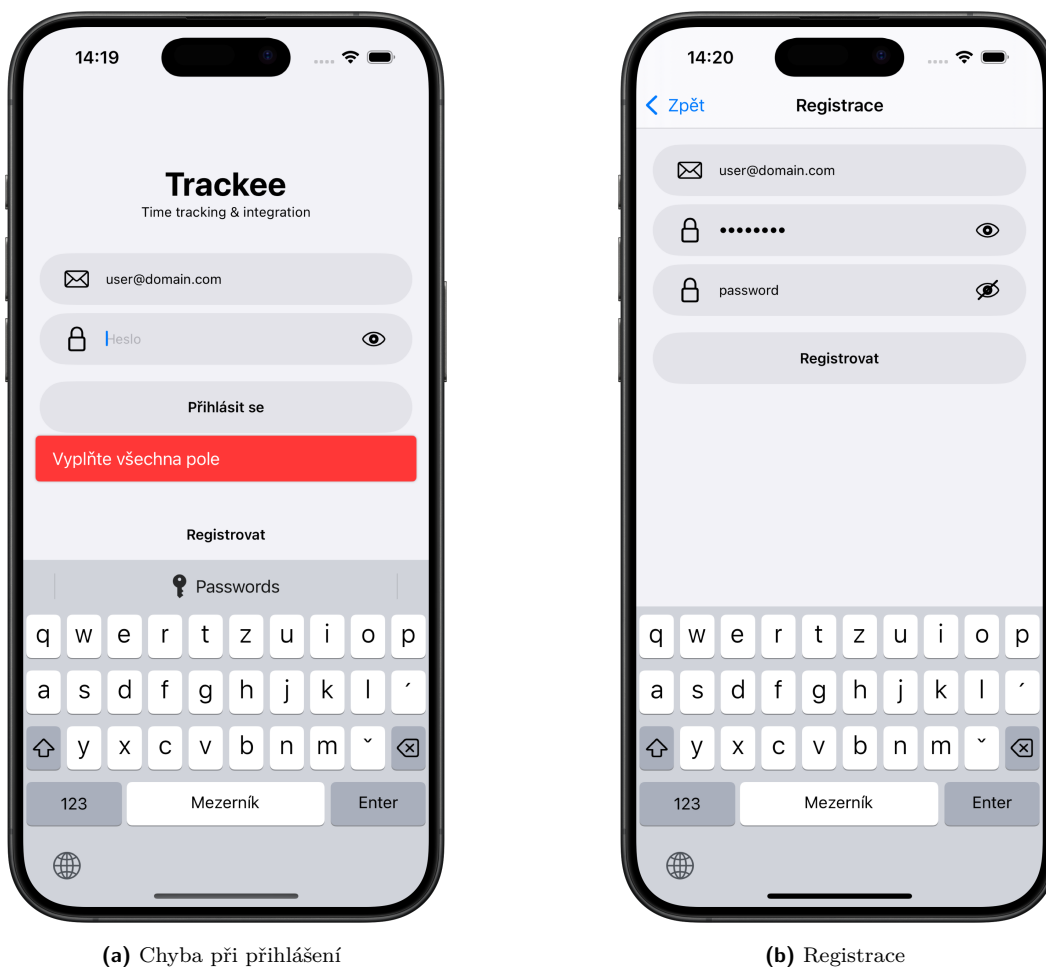 14:19
Trackee
Time tracking & integration
user@domain.com
Heslo
Přihlásit se
Vyplňte všechna pole
Registrovat
Passwords
q w e r t z u i o p
a s d f g h j k l ´
y x c v b n m ˇ
123 Mezerník Enter
(a) Chyba při přihlášení
14:20
Zpět Registrace
user@domain.com
••••••••
password
Registrovat
q w e r t z u i o p
a s d f g h j k l ´
y x c v b n m ˇ
123 Mezerník Enter
(b) Registrace